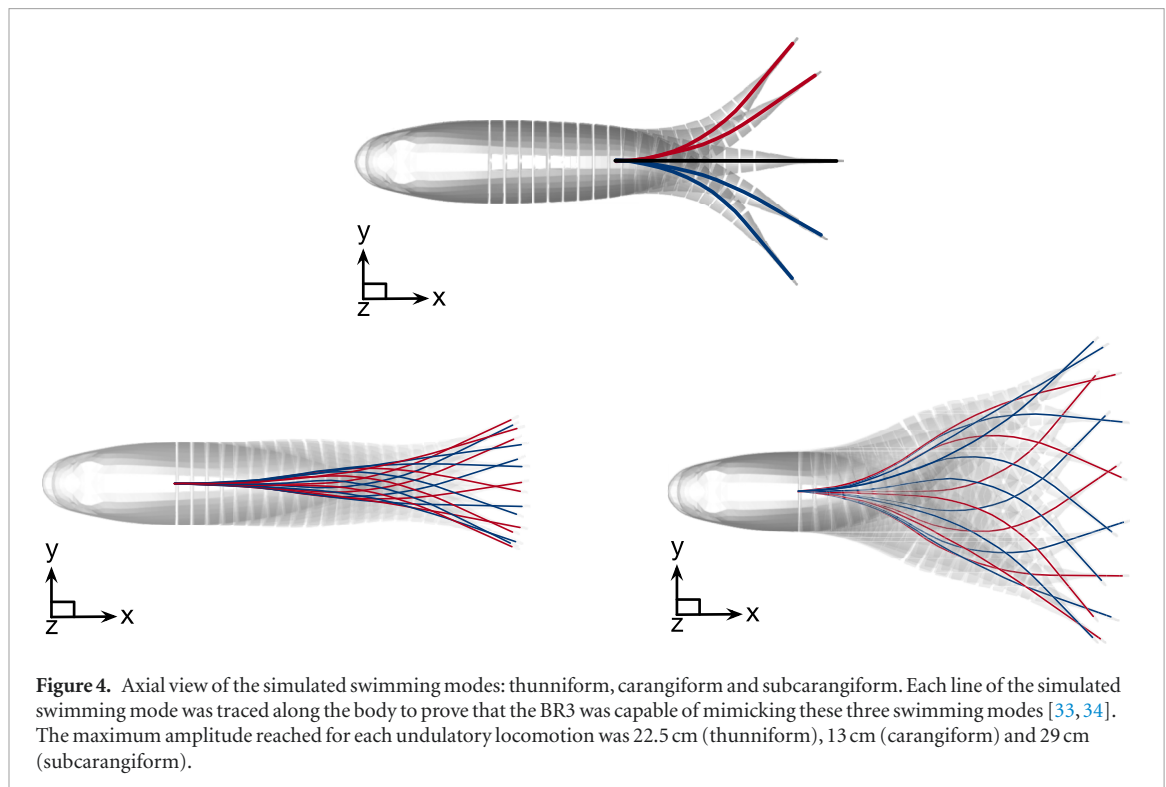 y
z
x
y
z
x
y
z
x
Figure 4. Axial view of the simulated swimming modes: thunniform, carangiform and subcarangiform. Each line of the simulated
swimming mode was traced along the body to prove that the BR3 was capable of mimicking these three swimming modes [33, 34].
The maximum amplitude reached for each undulatory locomotion was 22.5 cm (thunniform), 13 cm (carangiform) and 29 cm
(subcarangiform).